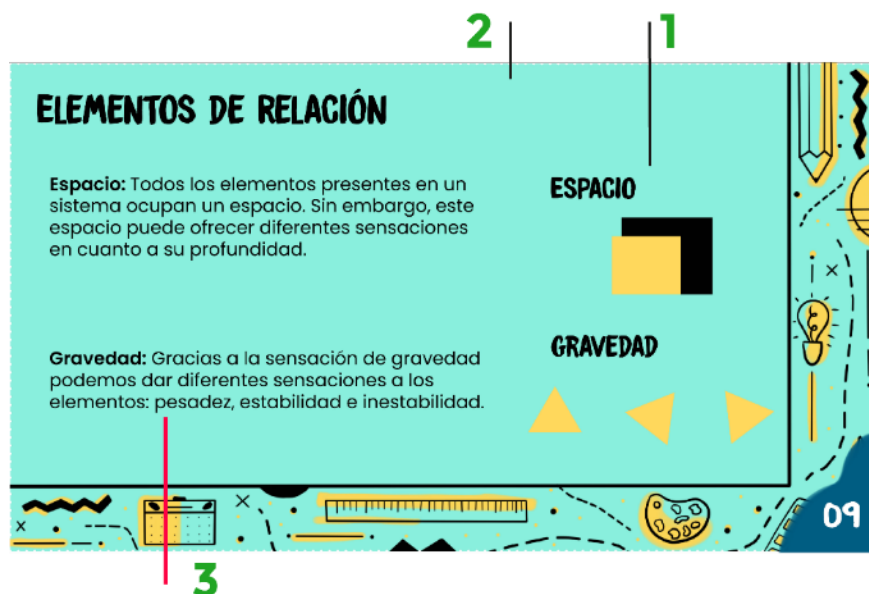 2 1
ELEMENTOS DE RELACIÓN
Espacio: Todos los elementos presentes en un
sistema ocupan un espacio. Sin embargo, este
espacio puede ofrecer diferentes sensaciones
en cuanto a su profundidad.
ESPACIO
GRAVEDAD
Gravedad: Gracias a la sensación de gravedad
podemos dar diferentes sensaciones a los
elementos: pesadez, estabilidad e inestabilidad.
09
3